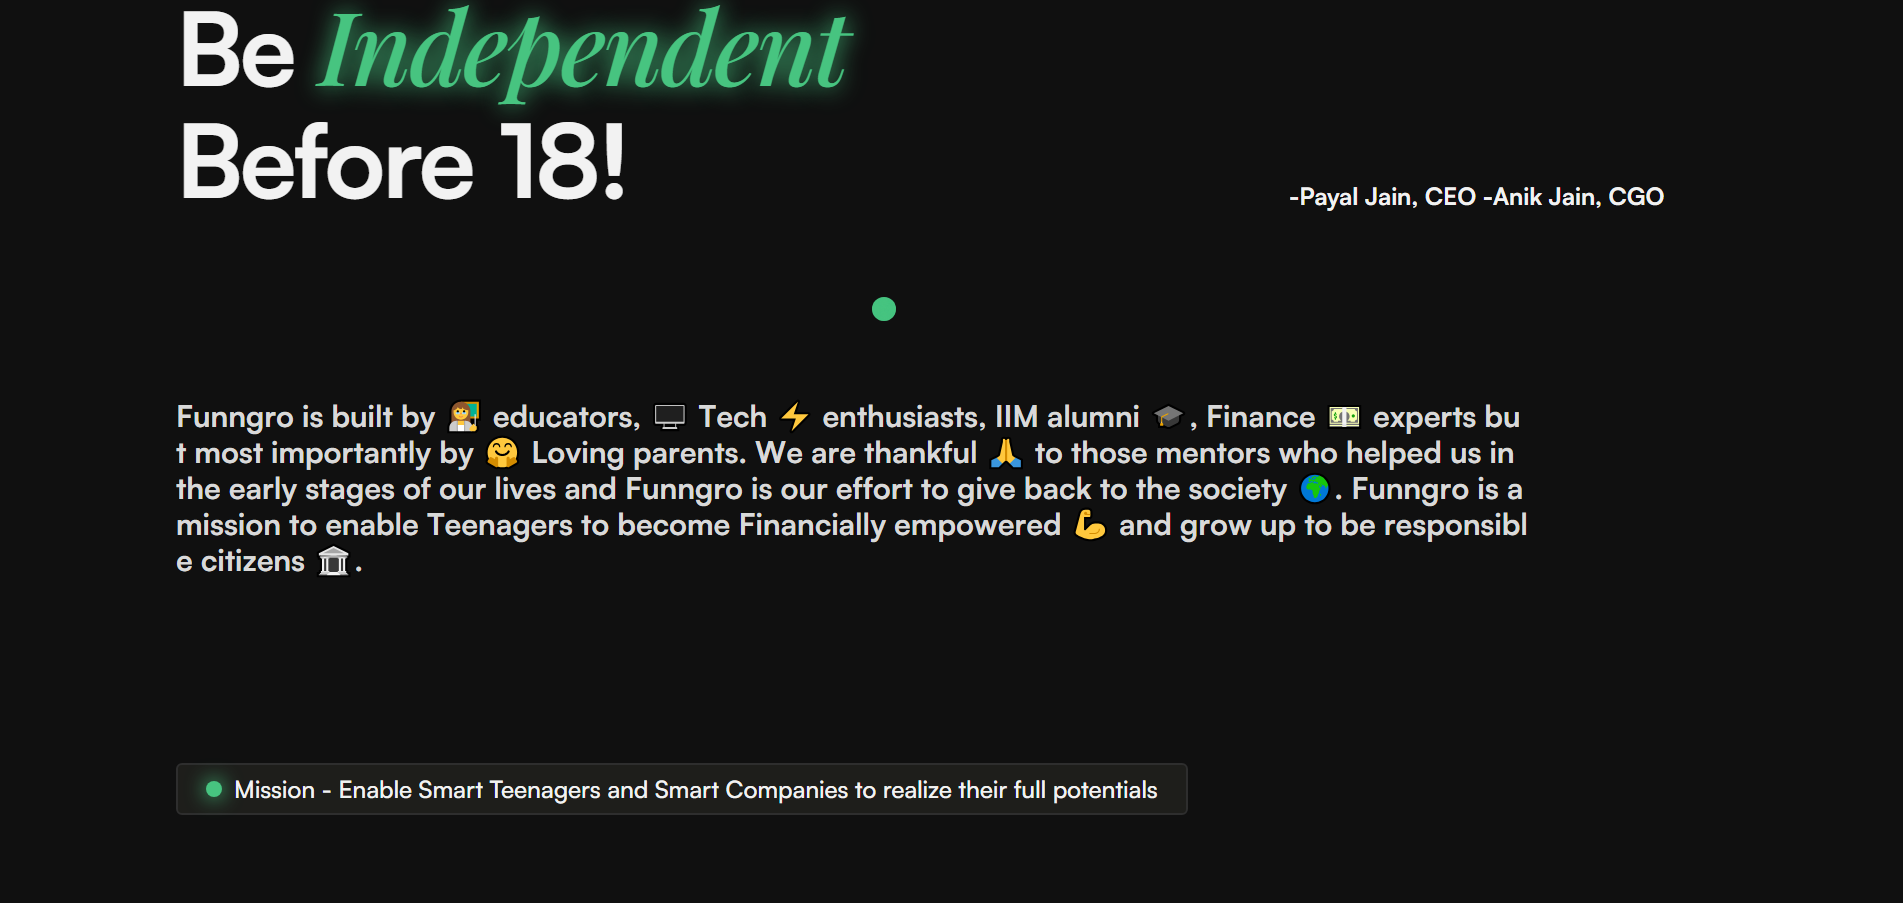 Be Independent
Before 18!
-Payal Jain, CEO -Anik Jain, CGO
Funngro is built by 👩‍🏫 educators, 🖥️ Tech ⚡ enthusiasts, IIM alumni 🎓, Finance 💵 experts bu
t most importantly by 🤗 Loving parents. We are thankful 🙏 to those mentors who helped us in
the early stages of our lives and Funngro is our effort to give back to the society 🌍. Funngro is a
mission to enable Teenagers to become Financially empowered 💪 and grow up to be responsibl
e citizens 🏛️.
Mission - Enable Smart Teenagers and Smart Companies to realize their full potentials